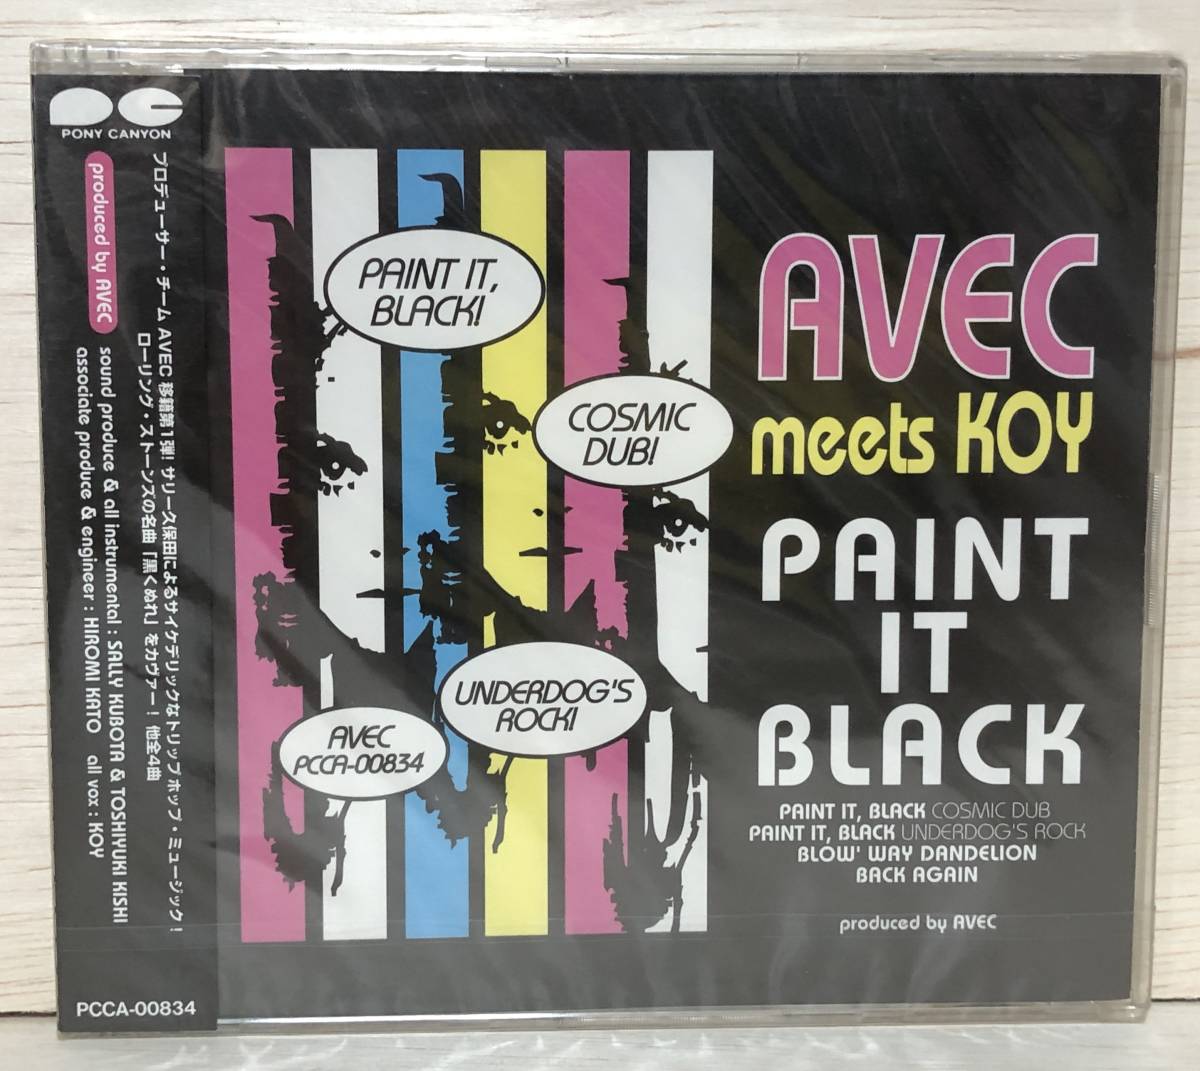 PONY CANYON
produced by AVEC
プロデューサー・チーム AVEC 移籍第1弾! サリー久保田によるサイケデリックなトリップホップ・ミュージック!
ローリング・ストーンズの名曲「黒くぬれ」をカヴァー! 他全4曲
sound produce & all instrumental : SALLY KUBOTA & TOSHIYUKI KISHI
associate produce & engineer : HIROMI KATO all vox : KOY
PCCA-00834
PAINT IT,
BLACK!
COSMIC
DUB!
UNDERDOG'S
ROCK!
AVEC
PCCA-00834
AVEC
meets KOY
PAINT
IT
BLACK
PAINT IT, BLACK COSMIC DUB
PAINT IT, BLACK UNDERDOG'S ROCK
BLOW' WAY DANDELION
BACK AGAIN
produced by AVEC